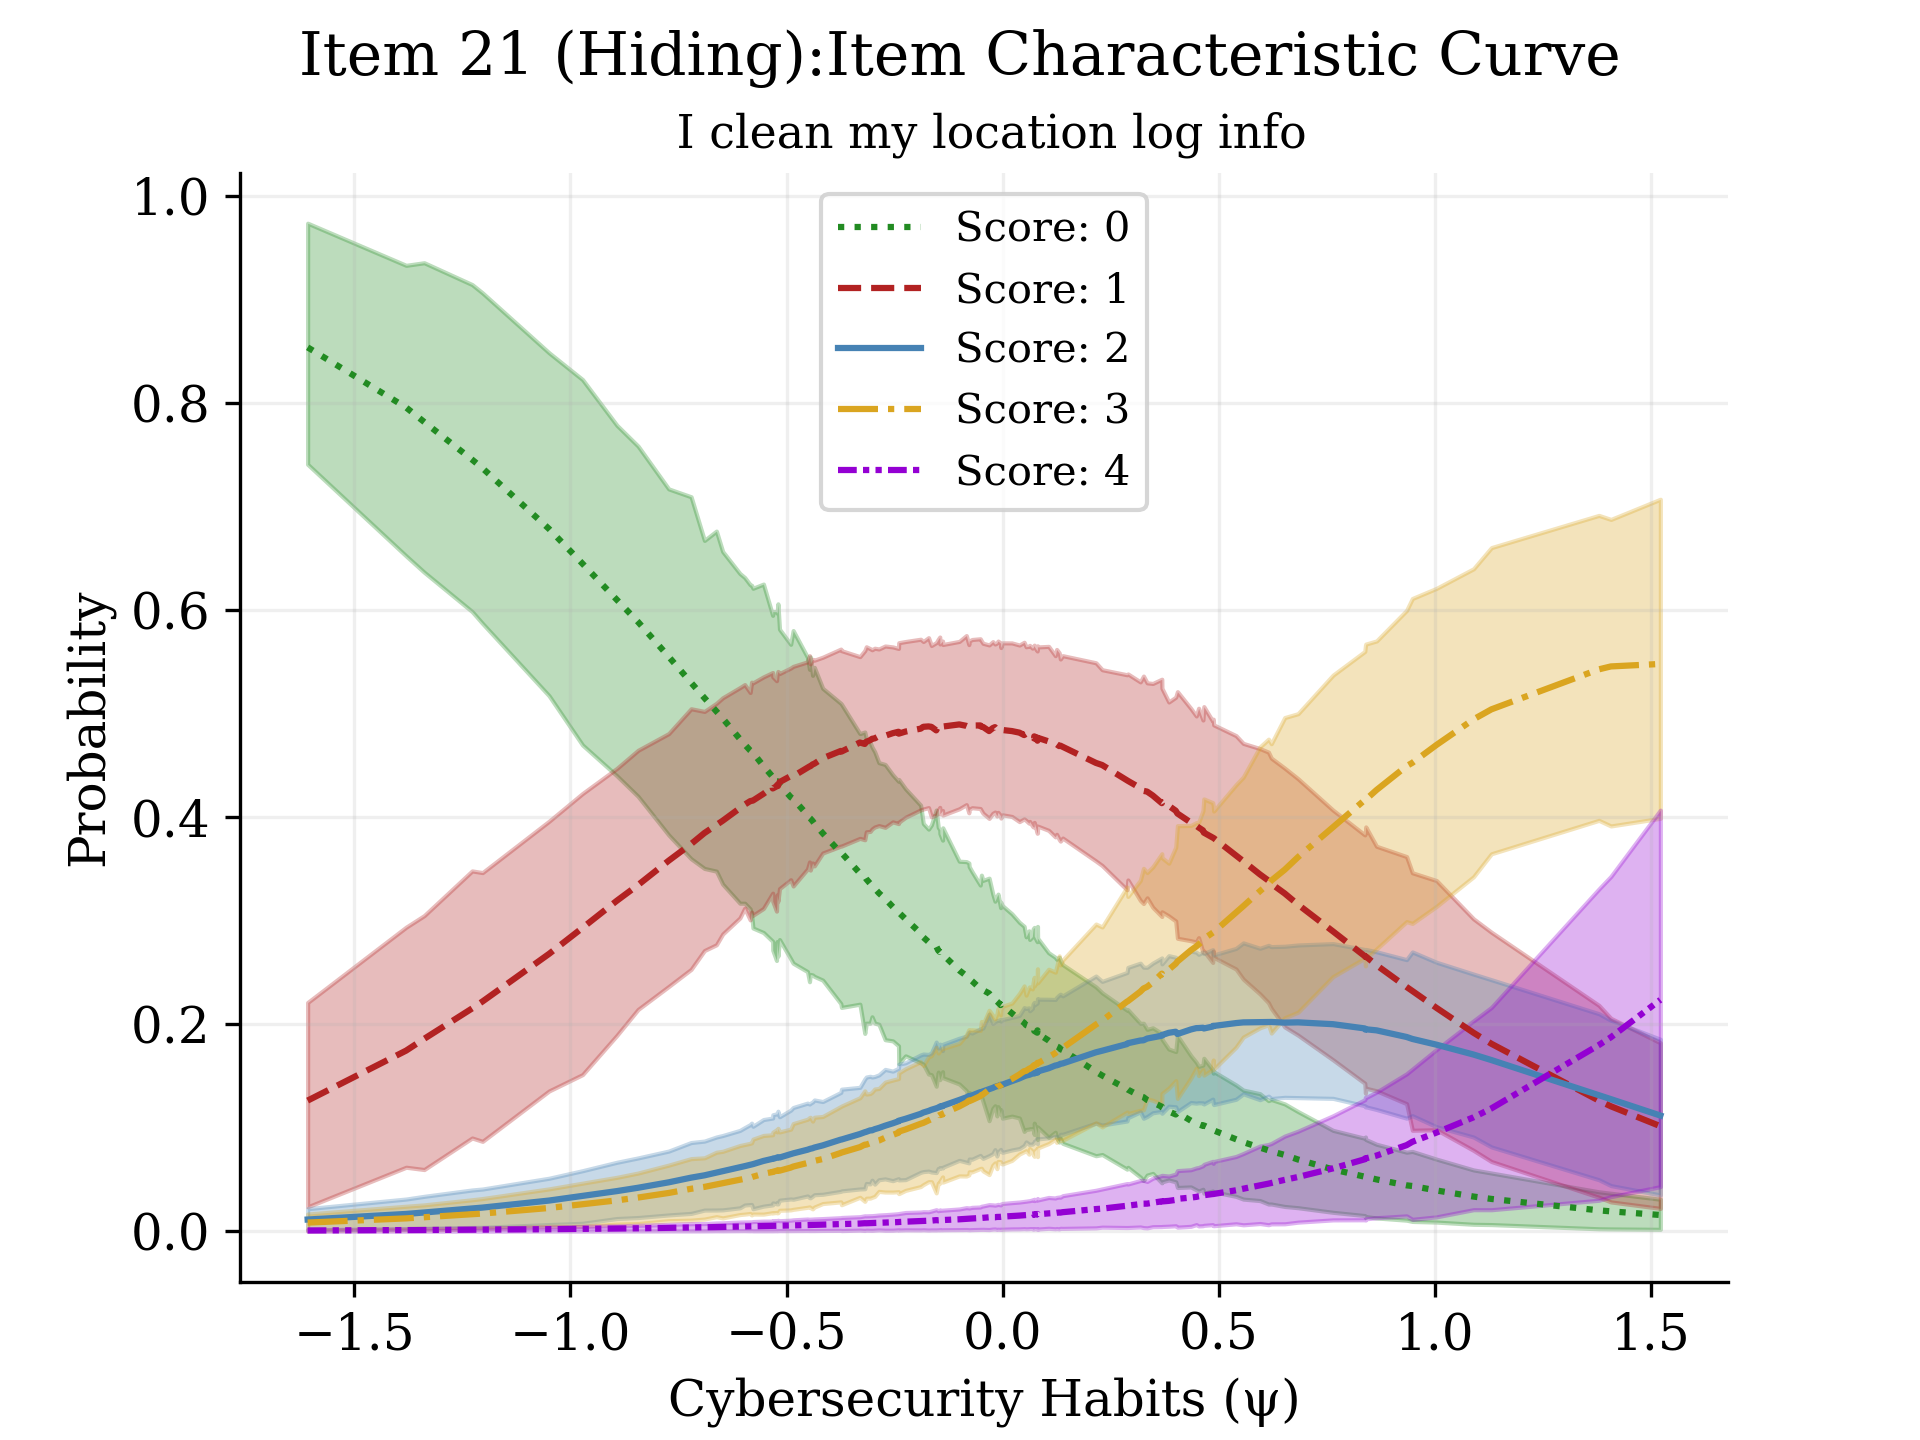 Item 21 (Hiding):Item Characteristic Curve
I clean my location log info
Score: 0
Score: 1
Score: 2
Score: 3
Score: 4
Probability
1.0
0.8
0.6
0.4
0.2
0.0
−1.5 −1.0 −0.5 0.0 0.5 1.0 1.5
Cybersecurity Habits (ψ)